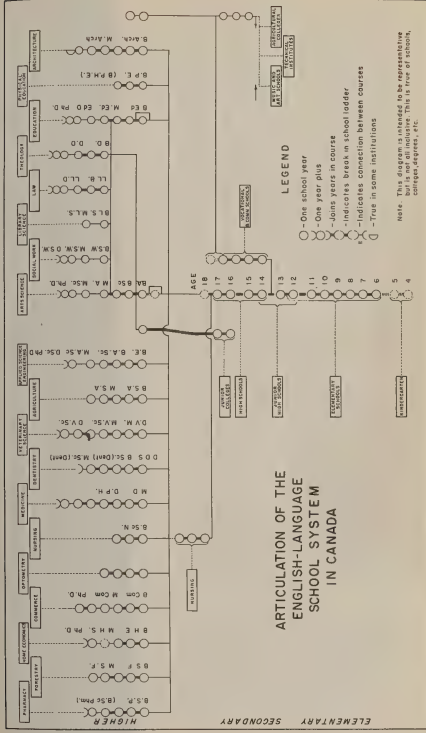 PHARMACY
FORESTRY
HOME ECONOMICS
COMMERCE
OPTOMETRY
NURSING
MEDICINE
DENTISTRY
VETERINARY SCIENCE
AGRICULTURE
APPLIED SCIENCE ENGINEERING
ARTS SCIENCE
SOCIAL WORK
LIBRARY SCIENCE
LAW
THEOLOGY
EDUCATION
PHYSICAL EDUCATION
ARCHITECTURE
B.S.P. (B.Sc Phm.)
B S F M S.F.
B H E M H S. Ph D.
B Com M Com Ph.D.
B.Sc N.
M D D.P.H.
D D S B Sc.(Dent) M Sc (Dent)
D.V. M. M.V.Sc. D.V.Sc.
B S A M S.A
B.E. B.A.Sc. M.A.Sc D.Sc. Ph D
B.A. B Sc M.A. M.Sc. Ph.D.
B.S.W. M.S.W. D.S.W.
B L.S. M.L.S.
LL B. LL.D.
B.D. D.D.
B Ed M.Ed. Ed D Ph.D.
B.P.E. (B P.H.E.)
B.Arch M. Arch
HIGHER
SECONDARY
ELEMENTARY
NURSING
JUNIOR COLLEGES
HIGH SCHOOLS
JUNIOR HIGH SCHOOLS
ELEMENTARY SCHOOLS
KINDERGARTEN
AGE
18
17
16
15
14
13
12
11
10
9
8
7
6
5
4
VOCATIONAL SCHOOLS
MUSIC AND ART SCHOOLS
TECHNICAL INSTITUTES
AGRICULTURAL COLLEGES
ARTICULATION OF THE
ENGLISH-LANGUAGE
SCHOOL SYSTEM
IN CANADA
LEGEND
- One school year
- One year plus
- Joins years in course
- Indicates break in school ladder
- Indicates connection between courses
- True in some institutions
Note: This diagram is intended to be representative
but is not all inclusive. This is true of schools,
colleges, degrees, etc.